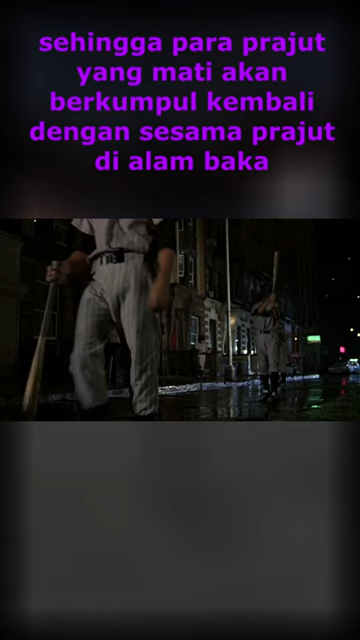 sehingga para prajut
yang mati akan
berkumpul kembali
dengan sesama prajut
di alam baka